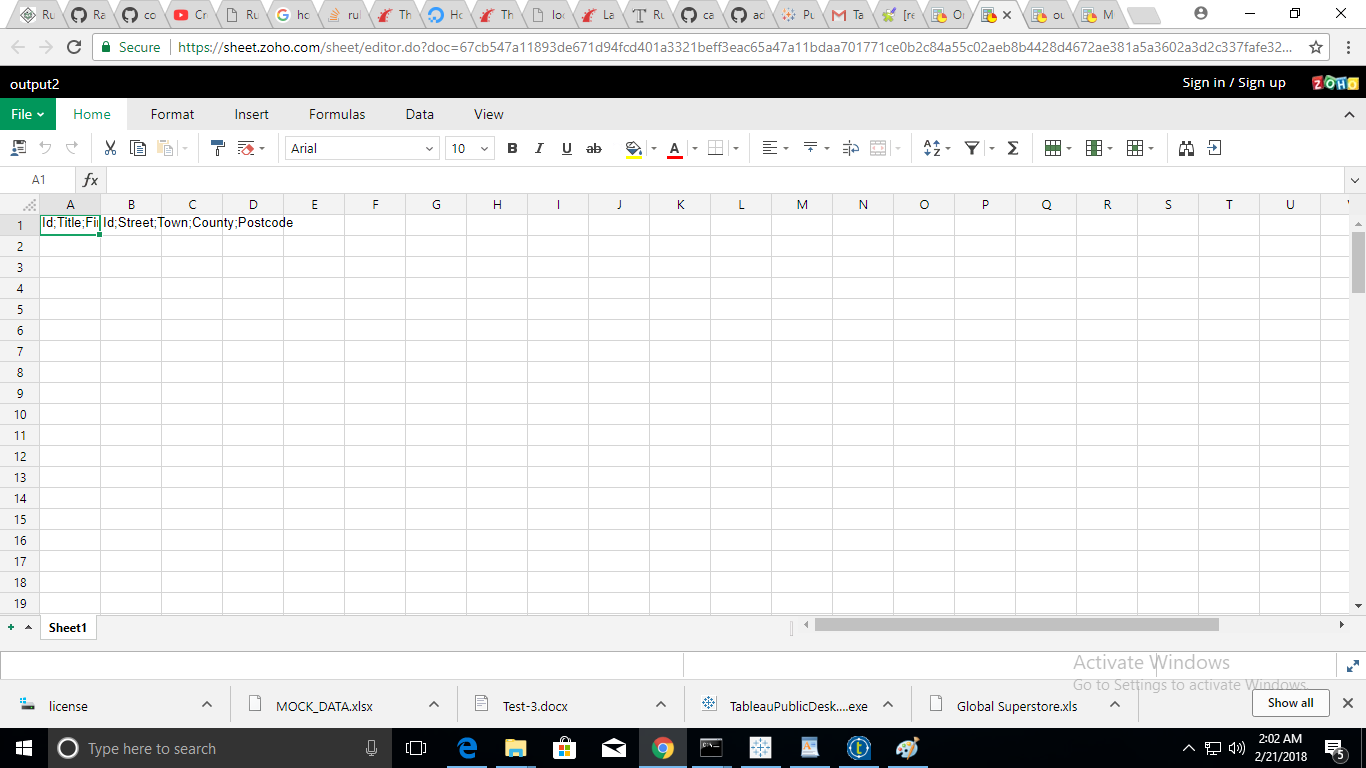 Ru Ra co Cr Ru ho rul Th Ho Th loc La Ru ca ad Pu Ta [re Or ou M
Secure https://sheet.zoho.com/sheet/editor.do?doc=67cb547a11893de671d94fcd401a3321beff3eac65a47a11bdaa701771ce0b2c84a55c02aeb8b4428d4672ae381a5a3602a3d2c337fafe32...
output2 Sign in / Sign up ZOHO
File Home Format Insert Formulas Data View
Arial 10 B I U ab A
A1 fx
A B C D E F G H I J K L M N O P Q R S T U
1 Id;Title;Fi Id;Street;Town;County;Postcode
2
3
4
5
6
7
8
9
10
11
12
13
14
15
16
17
18
19
Sheet1
Activate Windows
Go to Settings to activate Windows.
license MOCK_DATA.xlsx Test-3.docx TableauPublicDesk....exe Global Superstore.xls Show all
Type here to search 2:02 AM
2/21/2018 5